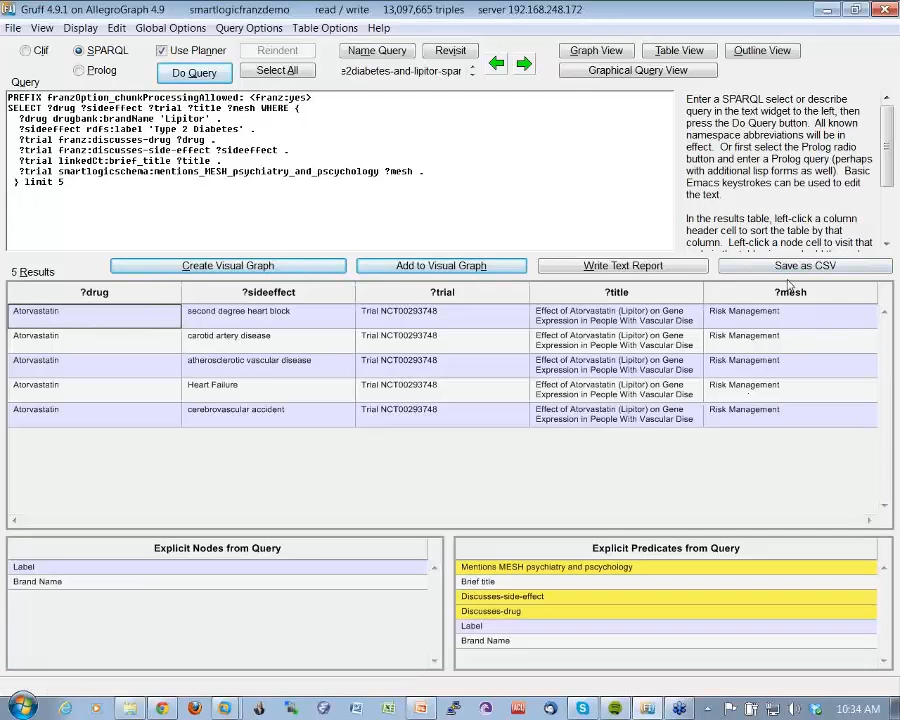 Gruff 4.9.1 on AllegroGraph 4.9 smartlogicfranzdemo read / write 13,097,665 triples server 192.168.248.172
File View Display Edit Global Options Query Options Table Options Help
Clif SPARQL Use Planner Reindent Name Query Revisit Graph View Table View Outline View
Prolog Do Query Select All e2diabetes-and-lipitor-spar Graphical Query View
Query
PREFIX franzOption_chunkProcessingAllowed: <franz:yes>
SELECT ?drug ?sideeffect ?trial ?title ?mesh WHERE {
?drug drugbank:brandName 'Lipitor' .
?sideeffect rdfs:label 'Type 2 Diabetes' .
?trial franz:discusses-drug ?drug .
?trial franz:discusses-side-effect ?sideeffect .
?trial linkedCt:brief_title ?title .
?trial smartlogicschema:mentions_MESH_psychiatry_and_pscychology ?mesh .
} limit 5
Enter a SPARQL select or describe
query in the text widget to the left, then
press the Do Query button. All known
namespace abbreviations will be in
effect. Or first select the Prolog radio
button and enter a Prolog query (perhaps
with additional lisp forms as well). Basic
Emacs keystrokes can be used to edit
the text.
In the results table, left-click a column
header cell to sort the table by that
column. Left-click a node cell to visit that
5 Results Create Visual Graph Add to Visual Graph Write Text Report Save as CSV
?drug ?sideeffect ?trial ?title ?mesh
Atorvastatin second degree heart block Trial NCT00293748 Effect of Atorvastatin (Lipitor) on Gene Risk Management
Expression in People With Vascular Dise
Atorvastatin carotid artery disease Trial NCT00293748 Effect of Atorvastatin (Lipitor) on Gene Risk Management
Expression in People With Vascular Dise
Atorvastatin atherosclerotic vascular disease Trial NCT00293748 Effect of Atorvastatin (Lipitor) on Gene Risk Management
Expression in People With Vascular Dise
Atorvastatin Heart Failure Trial NCT00293748 Effect of Atorvastatin (Lipitor) on Gene Risk Management
Expression in People With Vascular Dise
Atorvastatin cerebrovascular accident Trial NCT00293748 Effect of Atorvastatin (Lipitor) on Gene Risk Management
Expression in People With Vascular Dise
Explicit Nodes from Query
Label
Brand Name
Explicit Predicates from Query
Mentions MESH psychiatry and pscychology
Brief title
Discusses-side-effect
Discusses-drug
Label
Brand Name
10:34 AM